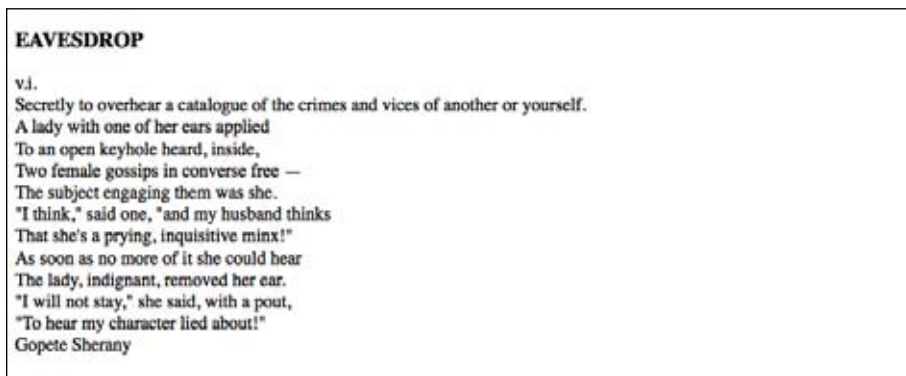 EAVESDROP
v.i.
Secretly to overhear a catalogue of the crimes and vices of another or yourself.
A lady with one of her ears applied
To an open keyhole heard, inside,
Two female gossips in converse free —
The subject engaging them was she.
"I think," said one, "and my husband thinks
That she's a prying, inquisitive minx!"
As soon as no more of it she could hear
The lady, indignant, removed her ear.
"I will not stay," she said, with a pout,
"To hear my character lied about!"
Gopete Sherany